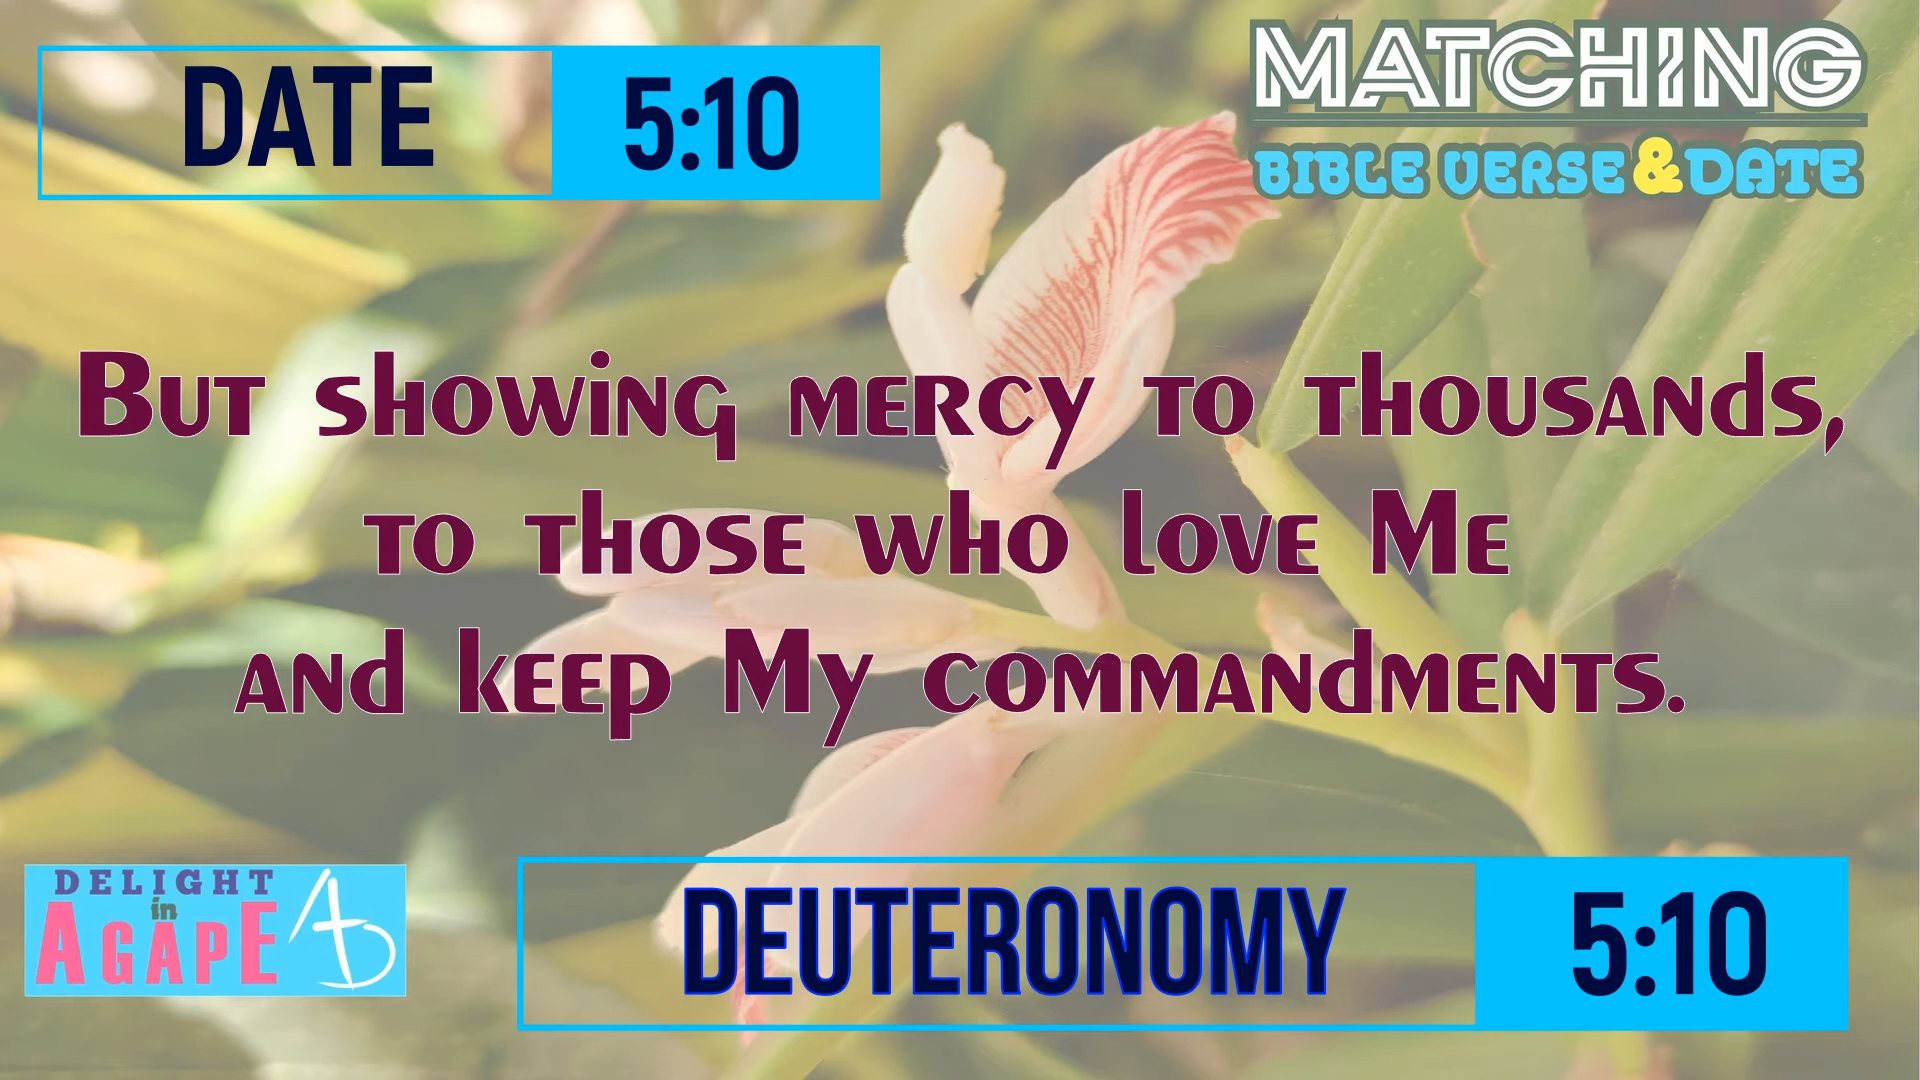 DATE 5:10
MATCHING
BIBLE VERSE & DATE
But showing mercy to thousands,
to those who love Me
and keep My commandments.
DELIGHT
in
AGAPE
DEUTERONOMY 5:10